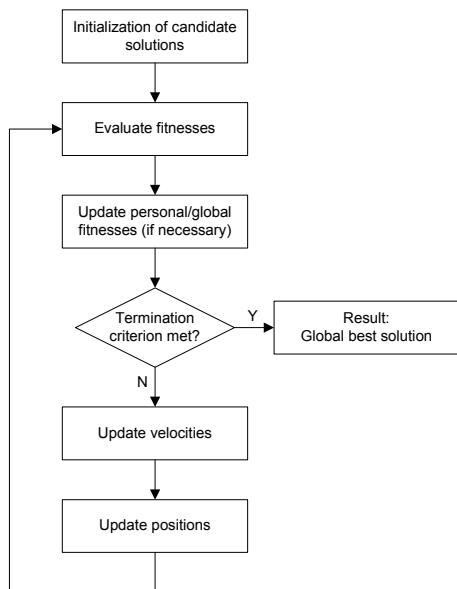 Initialization of candidate
solutions
Evaluate fitnesses
Update personal/global
fitnesses (if necessary)
Termination
criterion met?
Y
Result:
Global best solution
N
Update velocities
Update positions